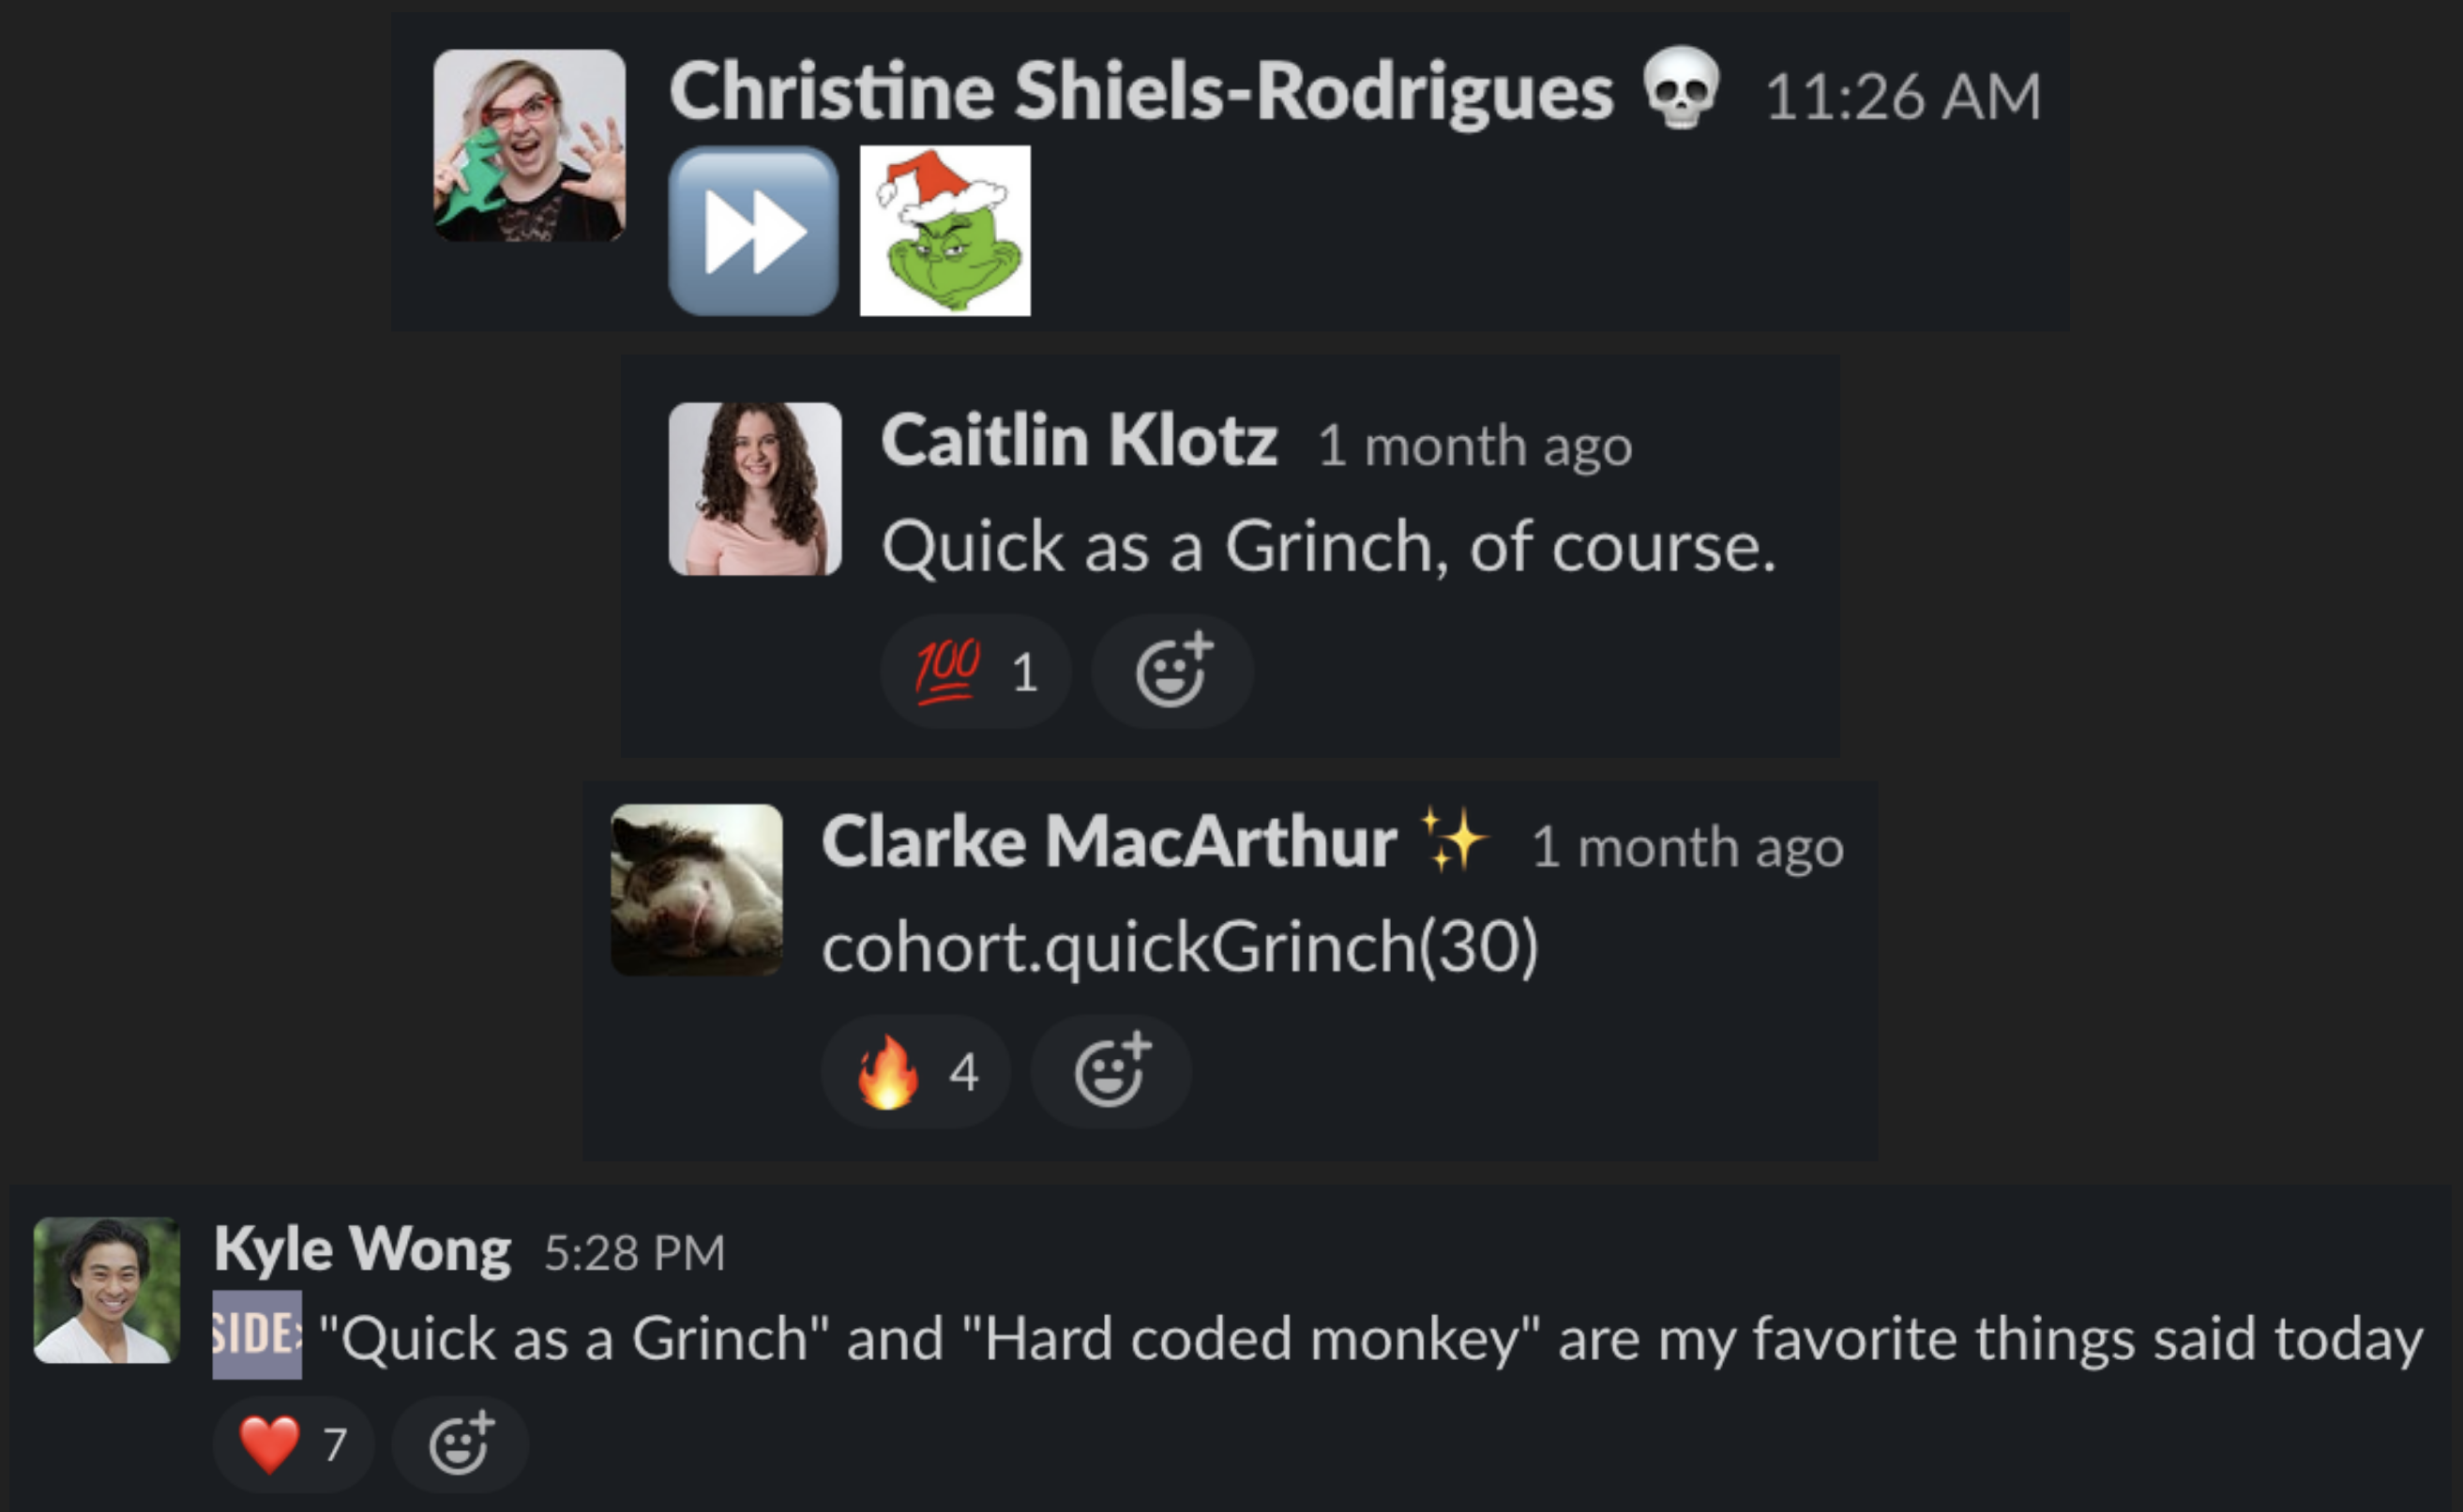 Christine Shiels-Rodrigues 💀 11:26 AM
⏩
Caitlin Klotz 1 month ago
Quick as a Grinch, of course.
💯 1
Clarke MacArthur ✨ 1 month ago
cohort.quickGrinch(30)
🔥 4
Kyle Wong 5:28 PM
SIDE "Quick as a Grinch" and "Hard coded monkey" are my favorite things said today
❤️ 7